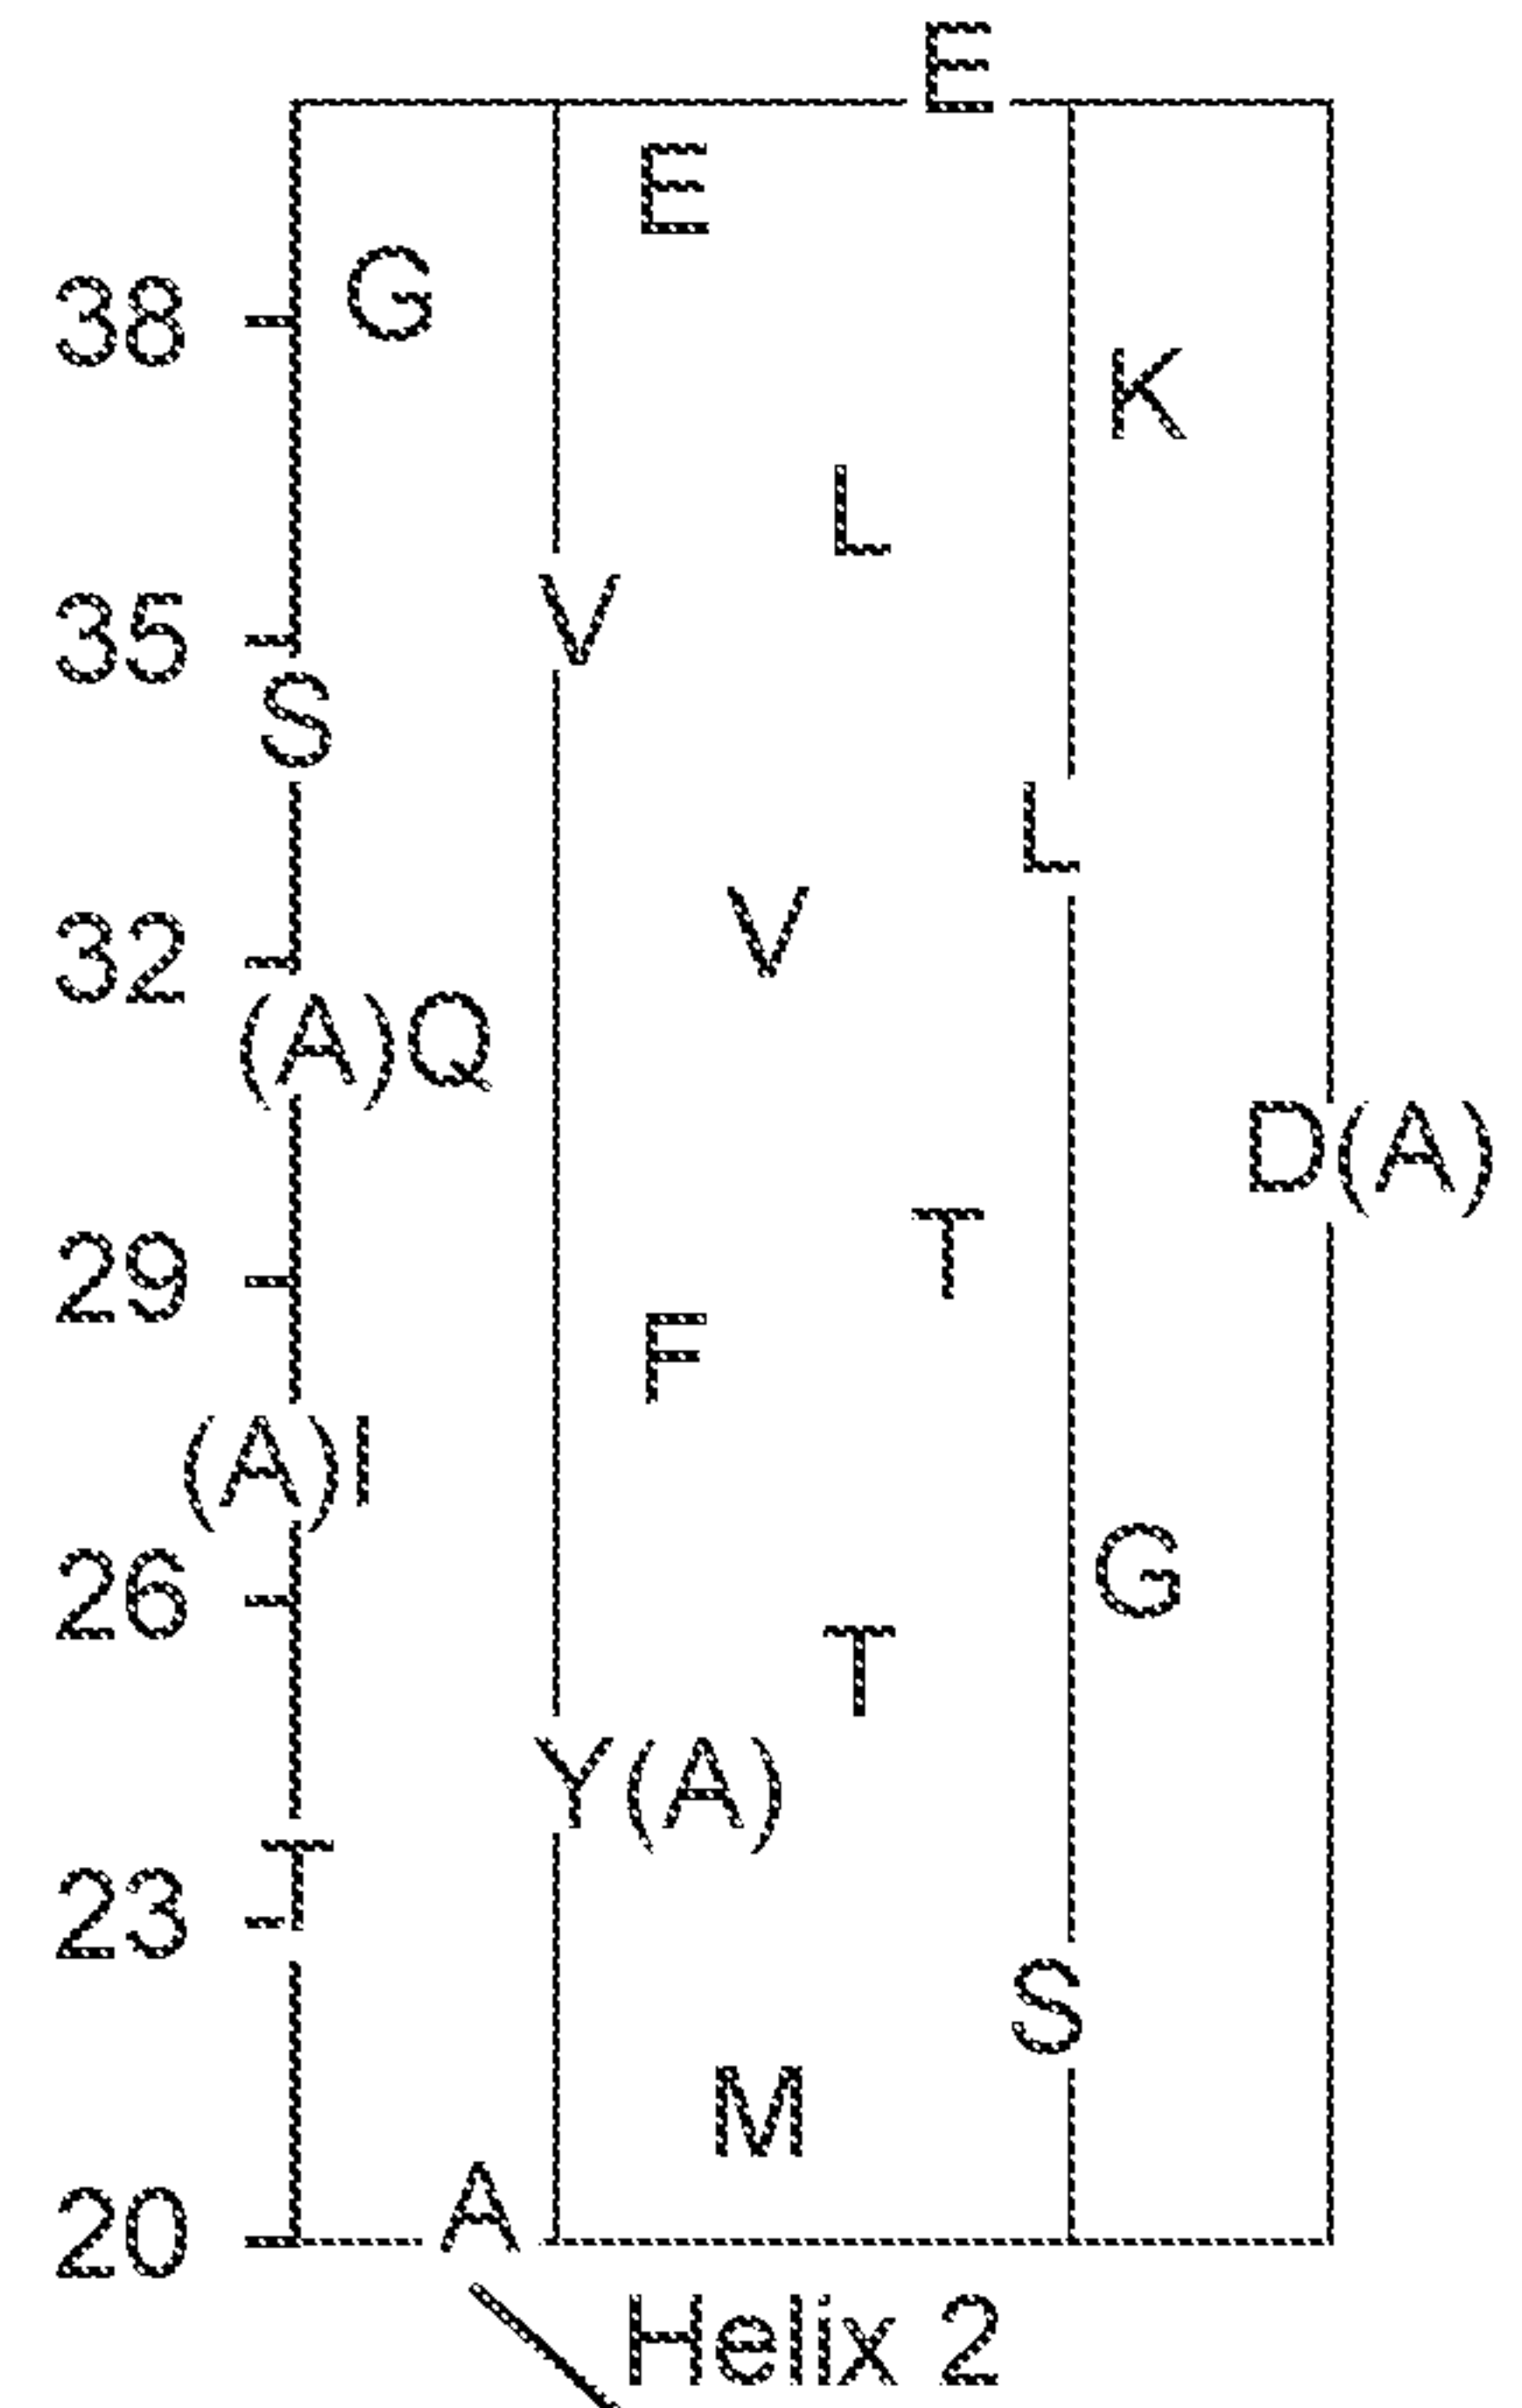 E
E
38 G
K
L
35 V
S
L
32 V
(A)Q
D(A)
29 T
F
(A)I
26 G
T
Y(A)
23 T
S
M
20 A
Helix 2